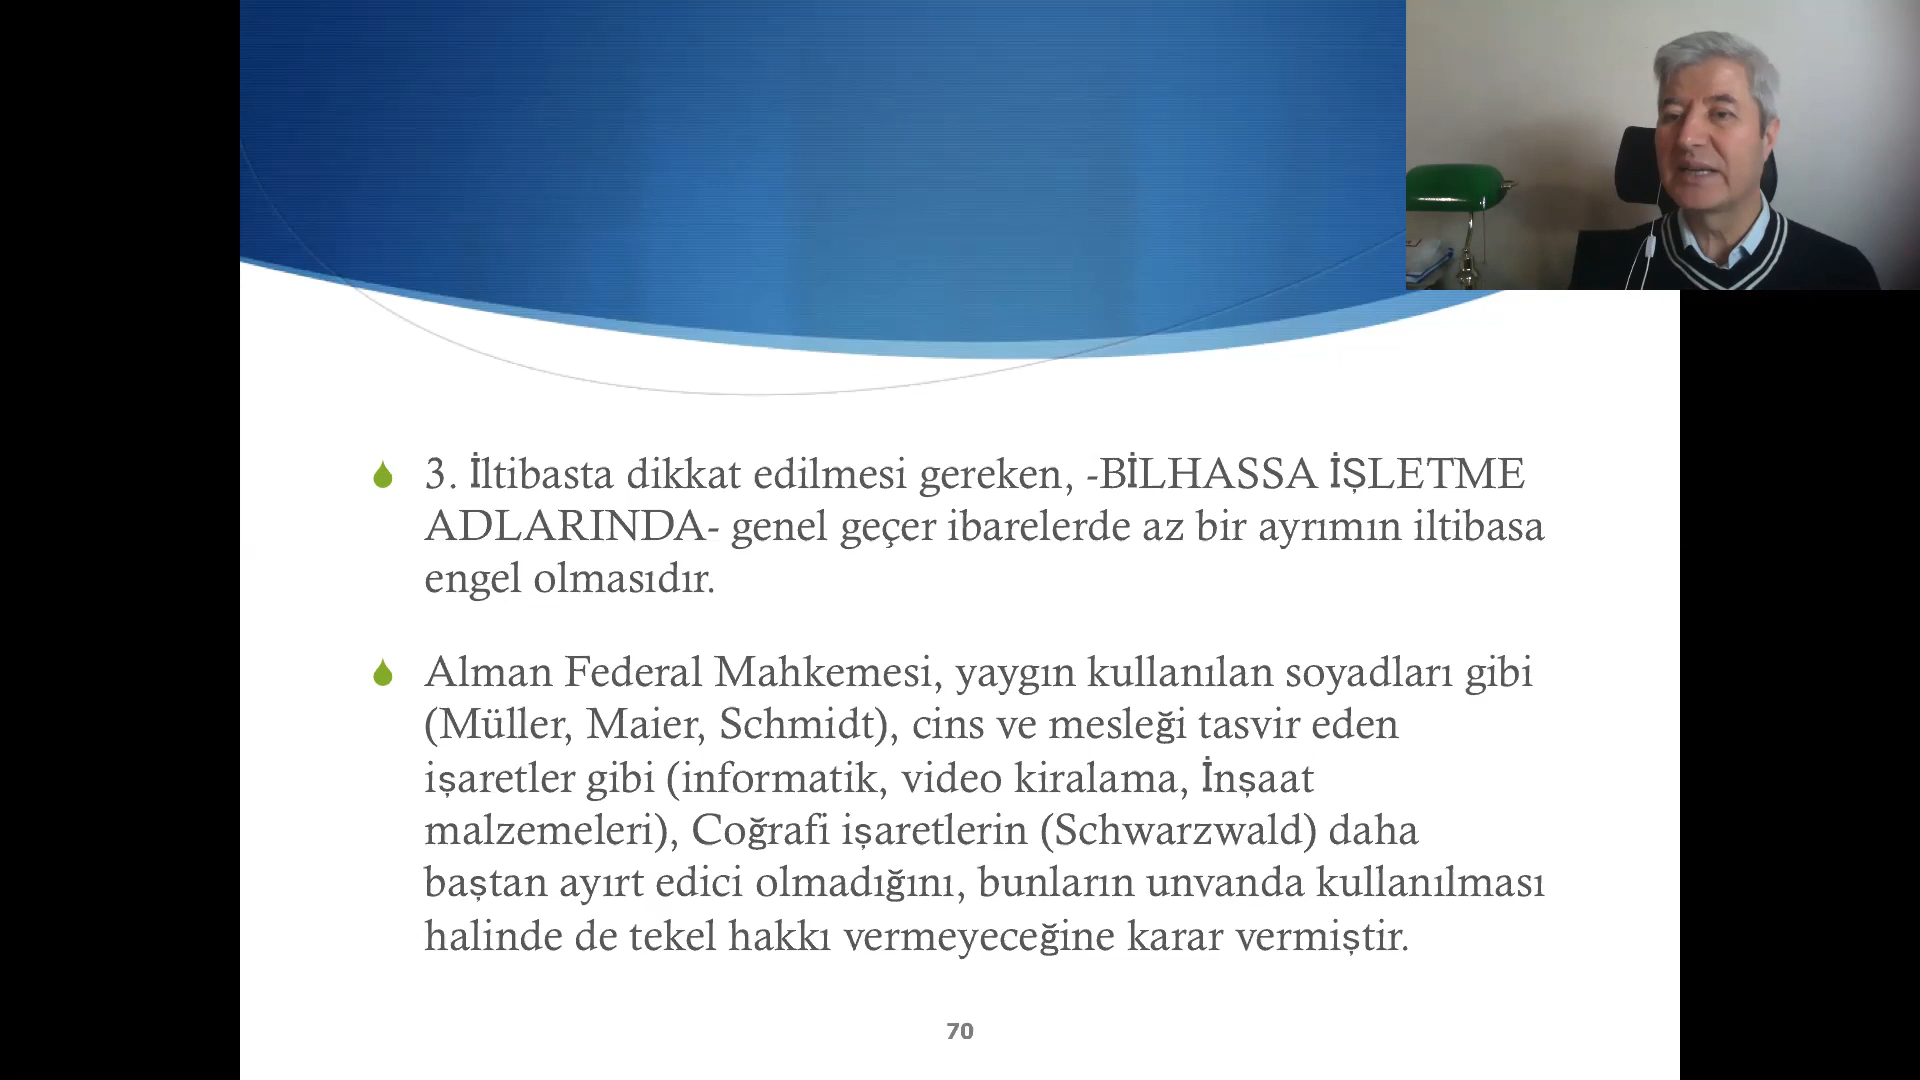 3. İltibasta dikkat edilmesi gereken, -BİLHASSA İŞLETME
ADLARINDA- genel geçer ibarelerde az bir ayrımın iltibasa
engel olmasıdır.
Alman Federal Mahkemesi, yaygın kullanılan soyadları gibi
(Müller, Maier, Schmidt), cins ve mesleği tasvir eden
işaretler gibi (informatik, video kiralama, İnşaat
malzemeleri), Coğrafi işaretlerin (Schwarzwald) daha
baştan ayırt edici olmadığını, bunların unvanda kullanılması
halinde de tekel hakkı vermeyeceğine karar vermiştir.
70